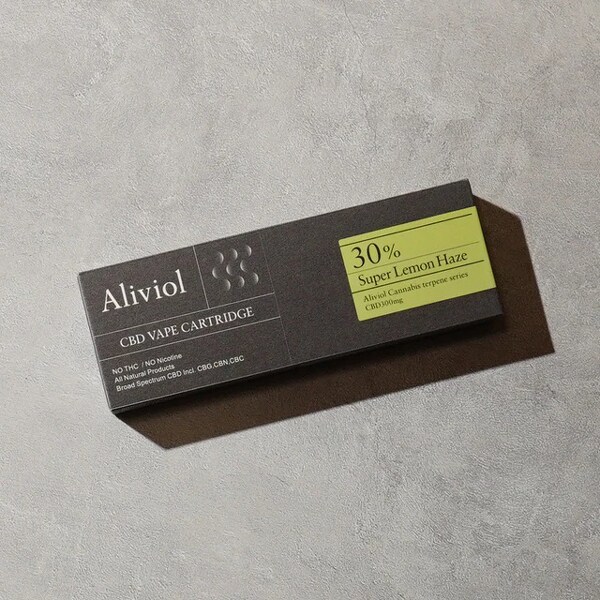 Aliviol
CBD VAPE CARTRIDGE
NO THC / NO Nicotine
All Natural Products
Broad Spectrum CBD Incl. CBG.CBN.CBC
30%
Super Lemon Haze
Aliviol Cannabis terpene series
CBD300mg